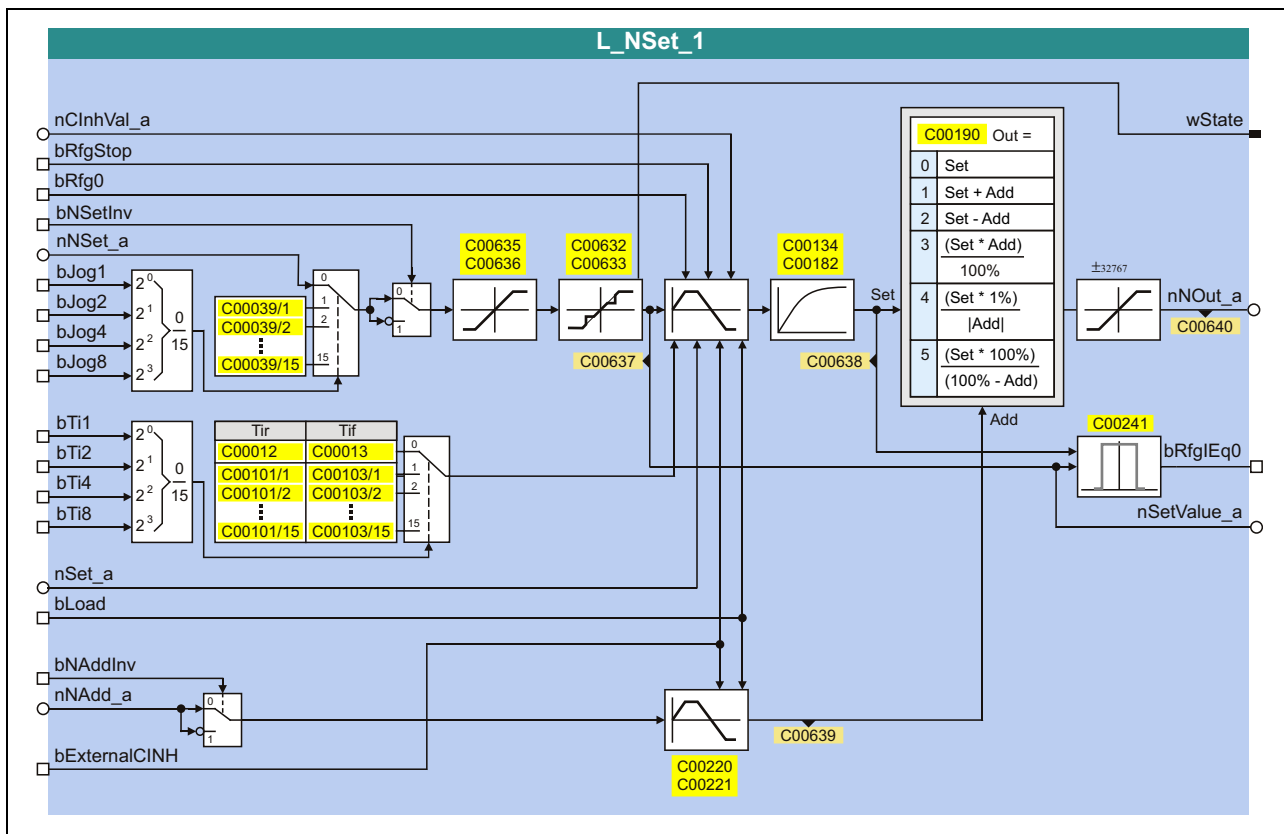 L_NSet_1
nCInhVal_a
bRfgStop
bRfg0
bNSetInv
nNSet_a
bJog1
bJog2
bJog4
bJog8
2⁰
2¹
2²
2³
0
15
C00039/1
C00039/2
C00039/15
0
1
2
15
0
1
C00635
C00636
C00632
C00633
C00637
C00134
C00182
Set
C00638
C00190 Out =
0 Set
1 Set + Add
2 Set - Add
3 (Set * Add)
100%
4 (Set * 1%)
|Add|
5 (Set * 100%)
(100% - Add)
Add
±32767
wState
nNOut_a
C00640
C00241
bRfgIEq0
nSetValue_a
bTi1
bTi2
bTi4
bTi8
2⁰
2¹
2²
2³
0
15
Tir Tif
C00012 C00013
C00101/1 C00103/1
C00101/2 C00103/2
C00101/15 C00103/15
0
1
2
15
nSet_a
bLoad
bNAddInv
nNAdd_a
0
1
bExternalCINH
C00639
C00220
C00221